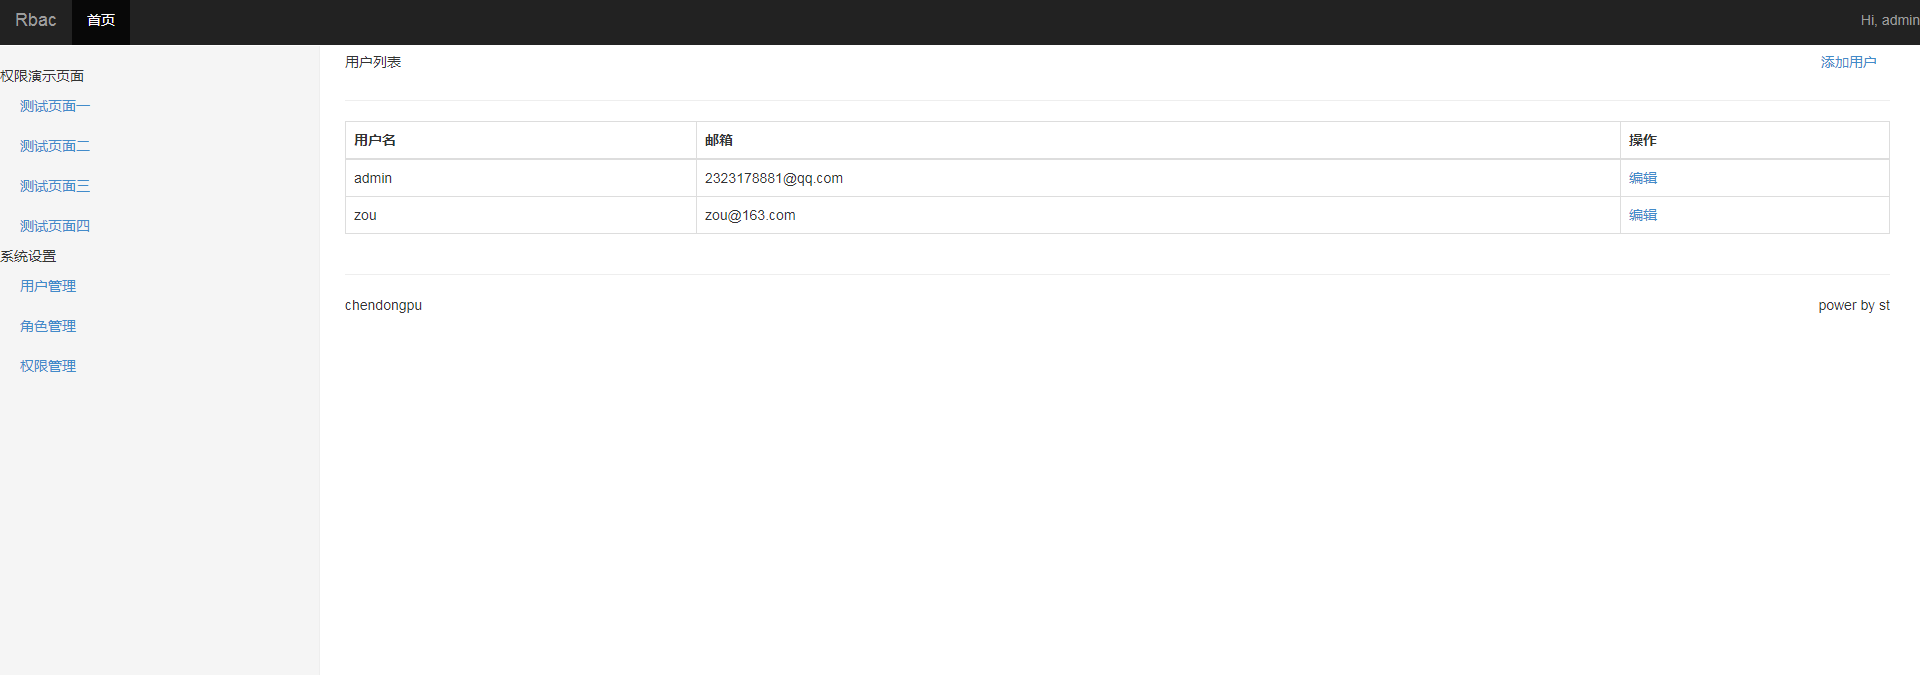 Rbac 首页 Hi, admin
权限演示页面
测试页面一
测试页面二
测试页面三
测试页面四
系统设置
用户管理
角色管理
权限管理
用户列表 添加用户
用户名 邮箱 操作
admin 2323178881@qq.com 编辑
zou zou@163.com 编辑
chendongpu power by st